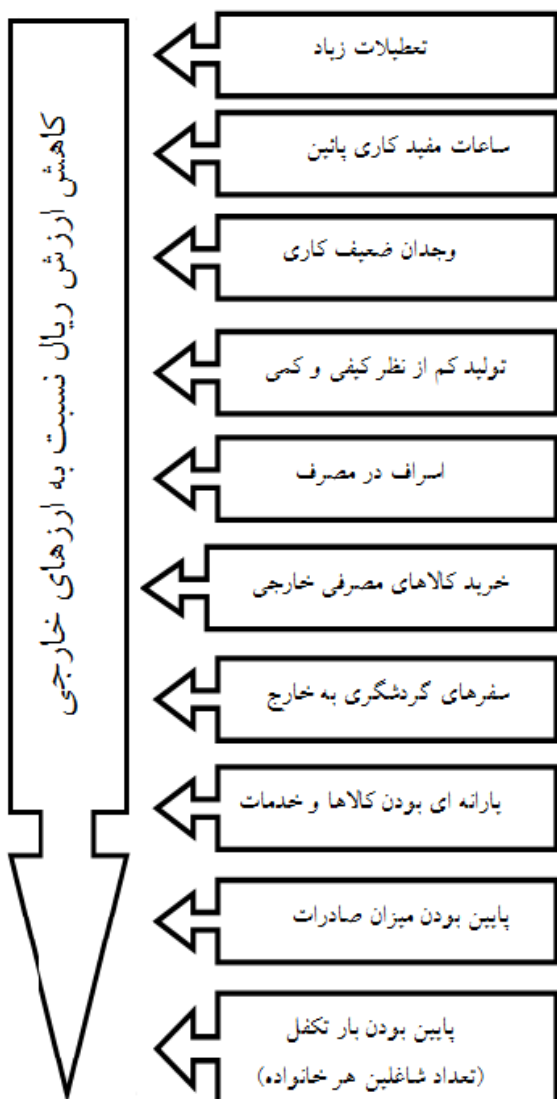 تعطیلات زیاد
ساعات مفید کاری پائین
وجدان ضعیف کاری
تولید کم از نظر کیفی و کمی
اسراف در مصرف
خرید کالاهای مصرفی خارجی
سفرهای گردشگری به خارج
یارانه ای بودن کالاها و خدمات
پایین بودن میزان صادرات
پایین بودن بار تکفل
(تعداد شاغلین هر خانواده)
کاهش ارزش ریال نسبت به ارزهای خارجی